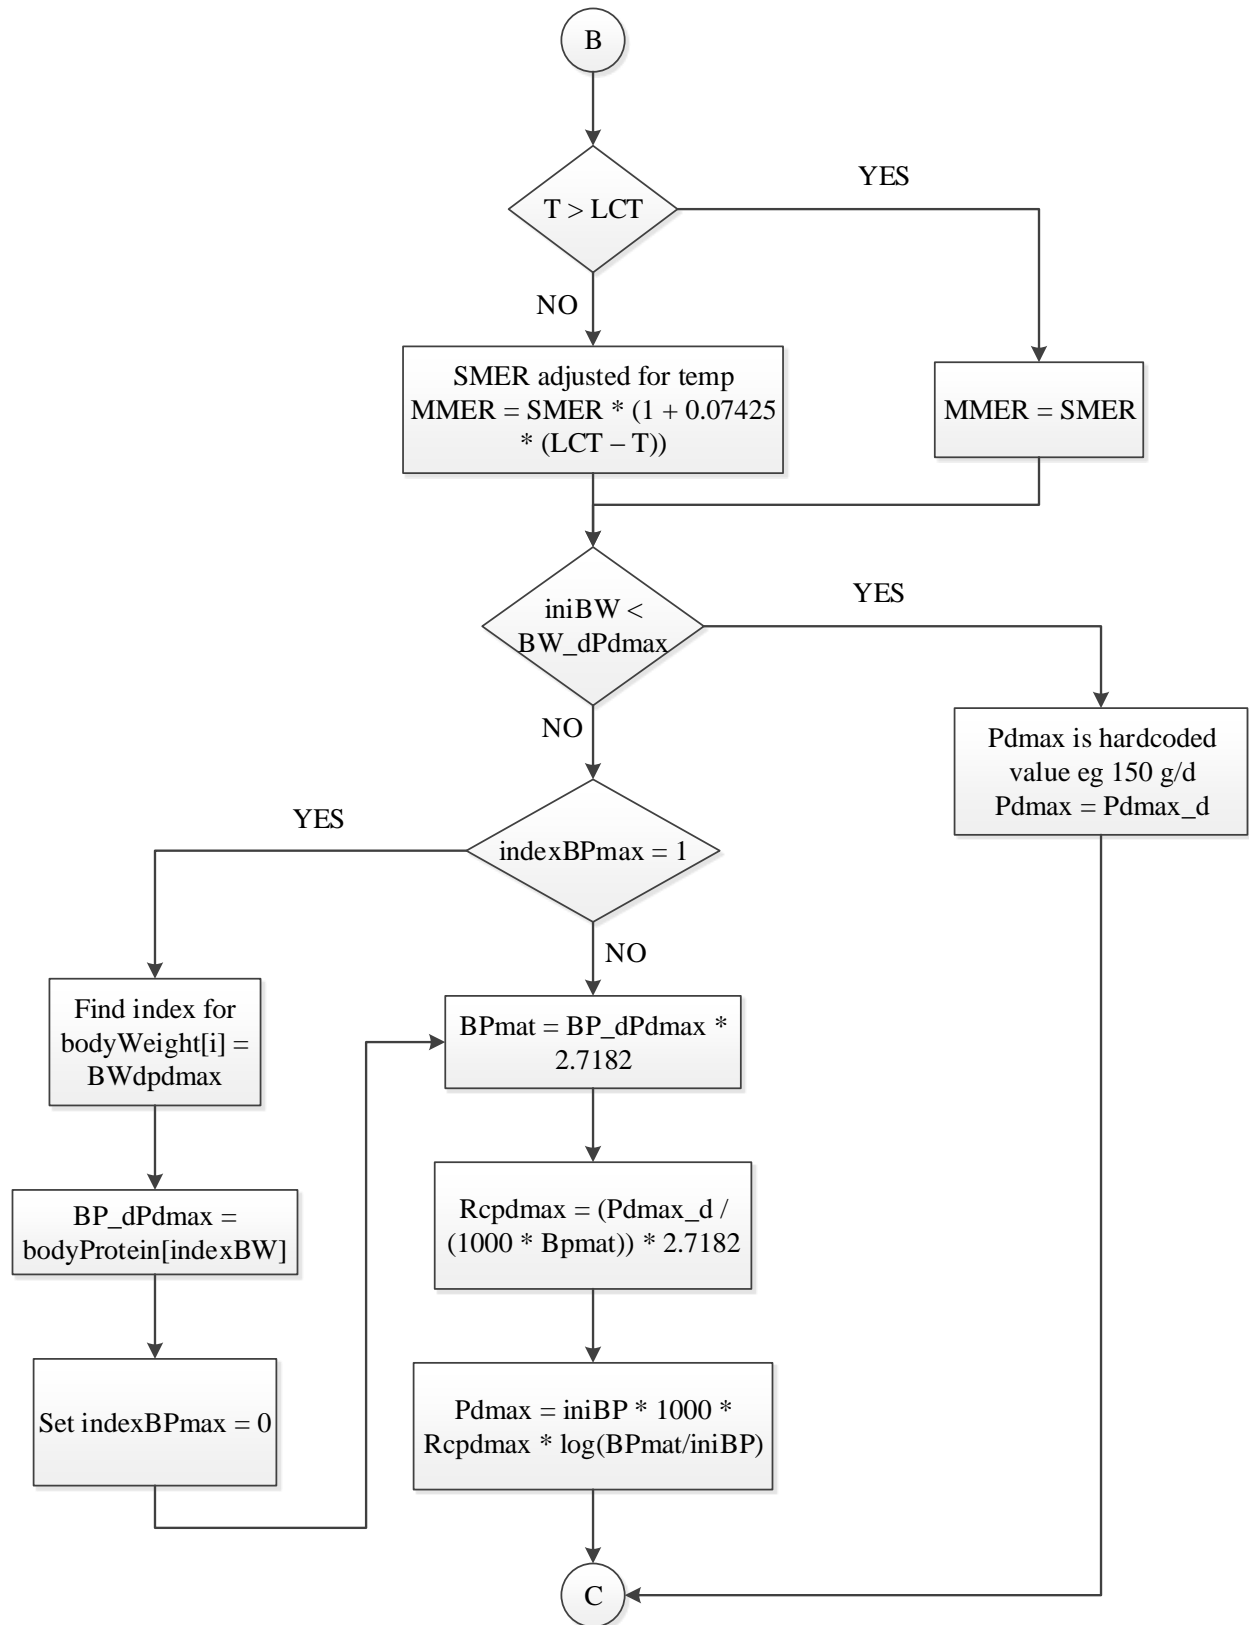 B
T > LCT
YES
NO
SMER adjusted for temp
MMER = SMER * (1 + 0.07425
* (LCT – T))
MMER = SMER
iniBW <
BW_dPdmax
YES
NO
Pdmax is hardcoded
value eg 150 g/d
Pdmax = Pdmax_d
indexBPmax = 1
YES
NO
Find index for
bodyWeight[i] =
BWdpdmax
BP_dPdmax =
bodyProtein[indexBW]
Set indexBPmax = 0
BPmat = BP_dPdmax *
2.7182
Rcpdmax = (Pdmax_d /
(1000 * Bpmat)) * 2.7182
Pdmax = iniBP * 1000 *
Rcpdmax * log(BPmat/iniBP)
C